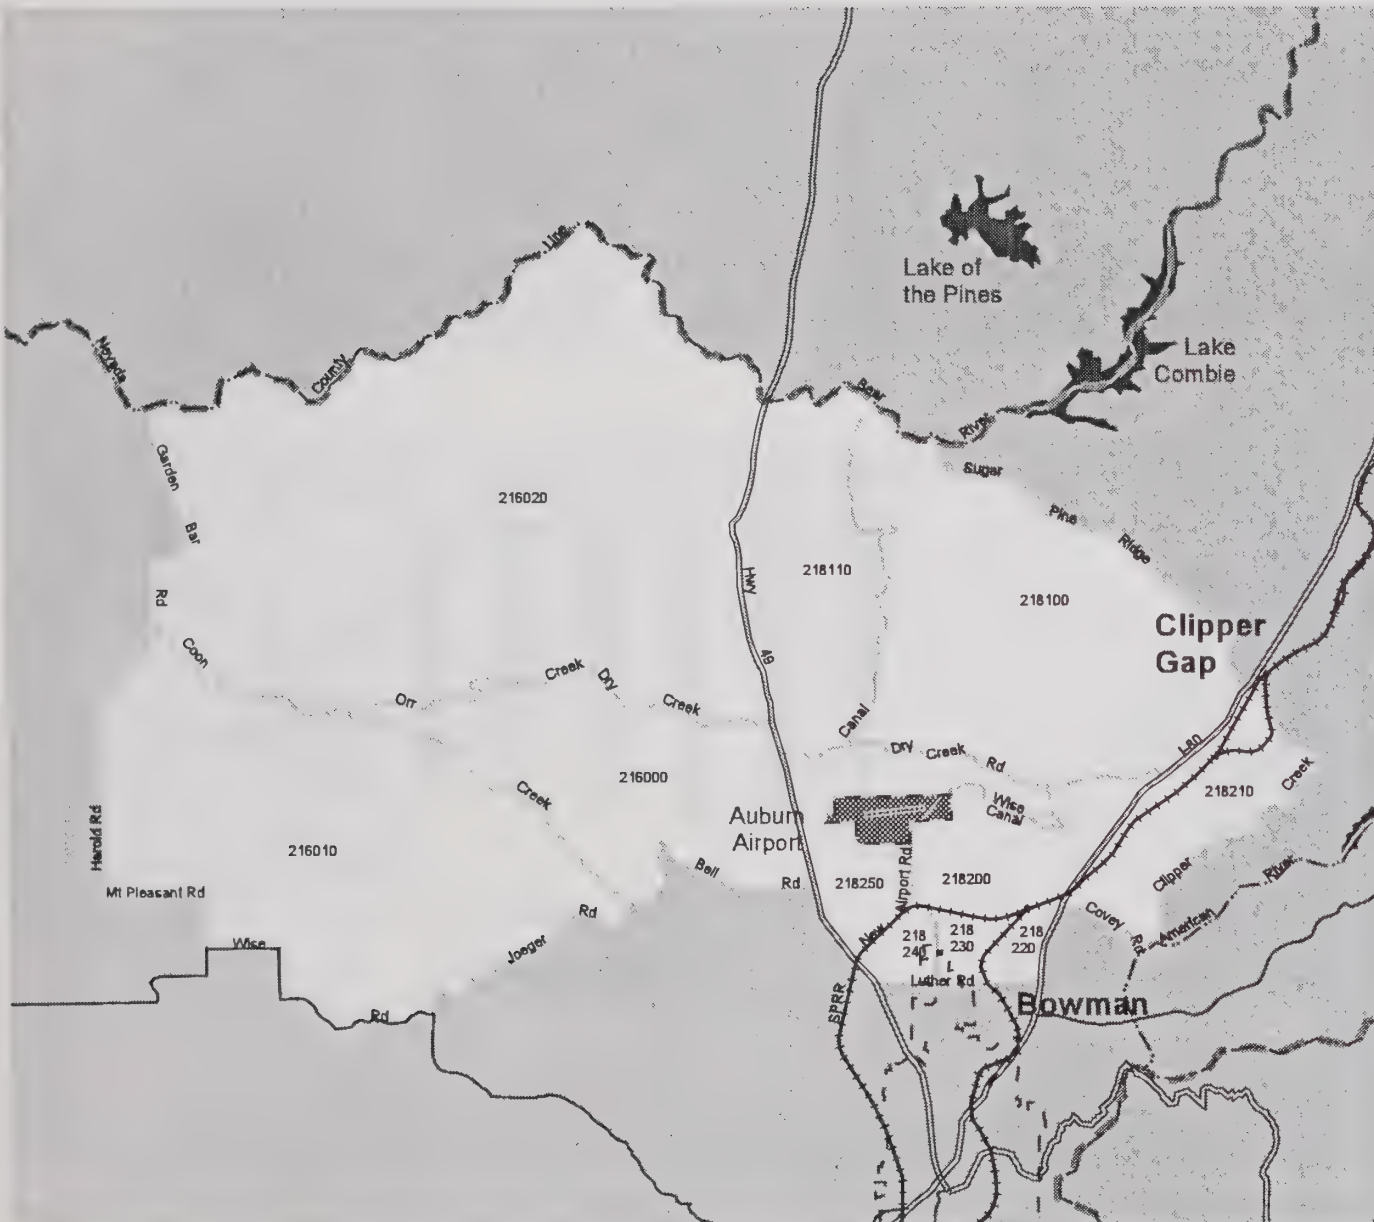 Lake of
the Pines
Line
Nevada
County
Lake
Combie
Bear
River
Garden
Bar
Rd
216020
Sugar
Pine
Ridge
Hwy
49
218110
218100
Clipper
Gap
Coon
Orr
Creek
Dry
Creek
Canal
Dry Creek Rd
I-80
216000
Creek
Wise
Canal
218210
Creek
Auburn
Airport
Harold Rd
216010
Mt Pleasant Rd
Bell
Rd
218250
Airport Rd
218200
Clipper
River
American
Covey
Rd
Rd
Joeger
Wise
Rd
New
218
240
218
230
218
220
Luther Rd
SPRR
Bowman